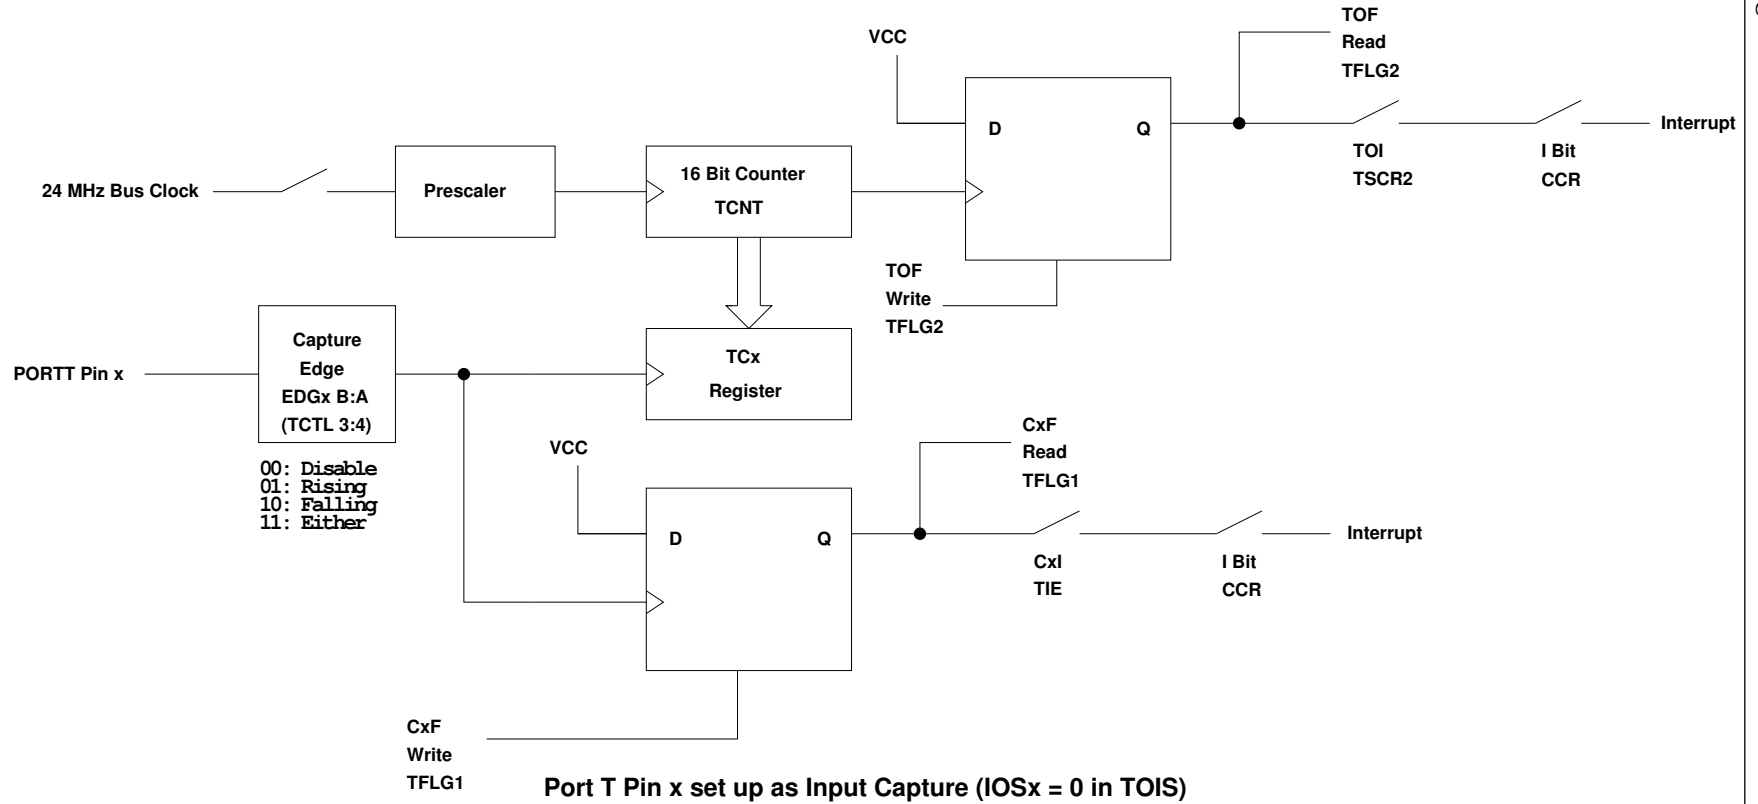 TOF
Read
TFLG2
VCC
D
Q
Interrupt
TOI
TSCR2
I Bit
CCR
24 MHz Bus Clock
Prescaler
16 Bit Counter
TCNT
TOF
Write
TFLG2
PORTT Pin x
Capture
Edge
EDGx B:A
(TCTL 3:4)
00: Disable
01: Rising
10: Falling
11: Either
TCx
Register
VCC
CxF
Read
TFLG1
D
Q
Interrupt
CxI
TIE
I Bit
CCR
CxF
Write
TFLG1
Port T Pin x set up as Input Capture (IOSx = 0 in TOIS)